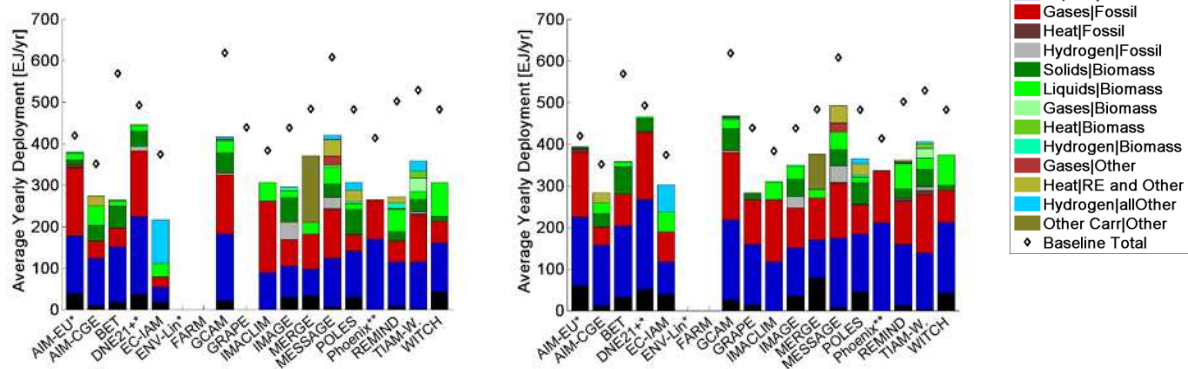 700
600
500
400
300
200
100
0
Average Yearly Deployment [EJ/yr]
AIM-EU*
AIM-CGE
BET
DNE21+*
EC-IAM
ENV-Lin*
FARM
GCAM
GRAPE
IMACLIM
IMAGE
MERGE
MESSAGE
POLES
Phoenix**
REMIND
TIAM-W.
WITCH
700
600
500
400
300
200
100
0
Average Yearly Deployment [EJ/yr]
AIM-EU*
AIM-CGE
BET
DNE21+*
EC-IAM
ENV-Lin*
FARM
GCAM
GRAPE
IMACLIM
IMAGE
MERGE
MESSAGE
POLES
Phoenix**
REMIND
TIAM-W.
WITCH
Gases|Fossil
Heat|Fossil
Hydrogen|Fossil
Solids|Biomass
Liquids|Biomass
Gases|Biomass
Heat|Biomass
Hydrogen|Biomass
Gases|Other
Heat|RE and Other
Hydrogen|allOther
Other Carr|Other
Baseline Total